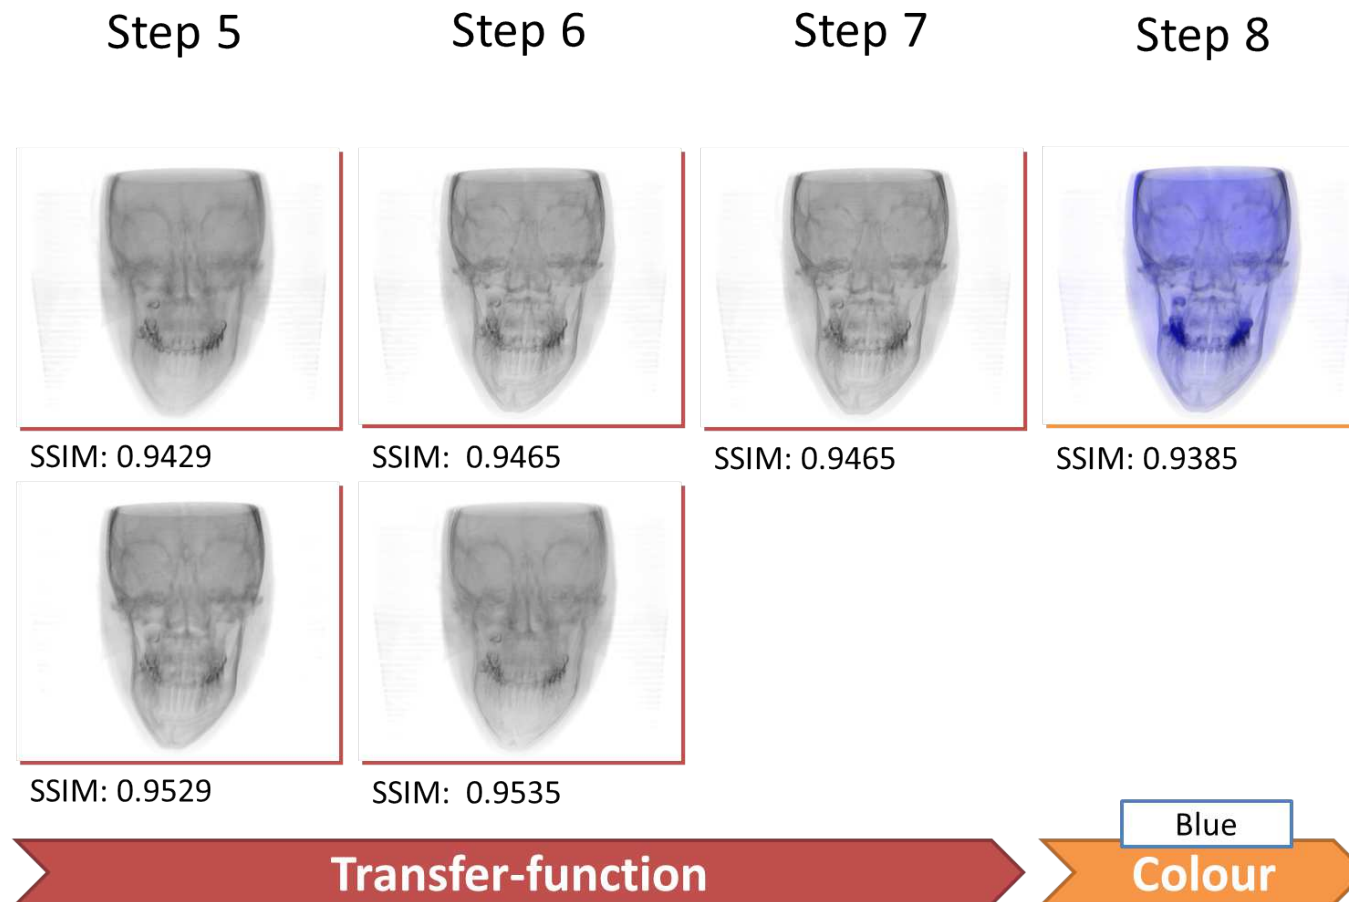 Step 5 Step 6 Step 7 Step 8
SSIM: 0.9429 SSIM: 0.9465 SSIM: 0.9465 SSIM: 0.9385
SSIM: 0.9529 SSIM: 0.9535
Blue
Transfer-function Colour